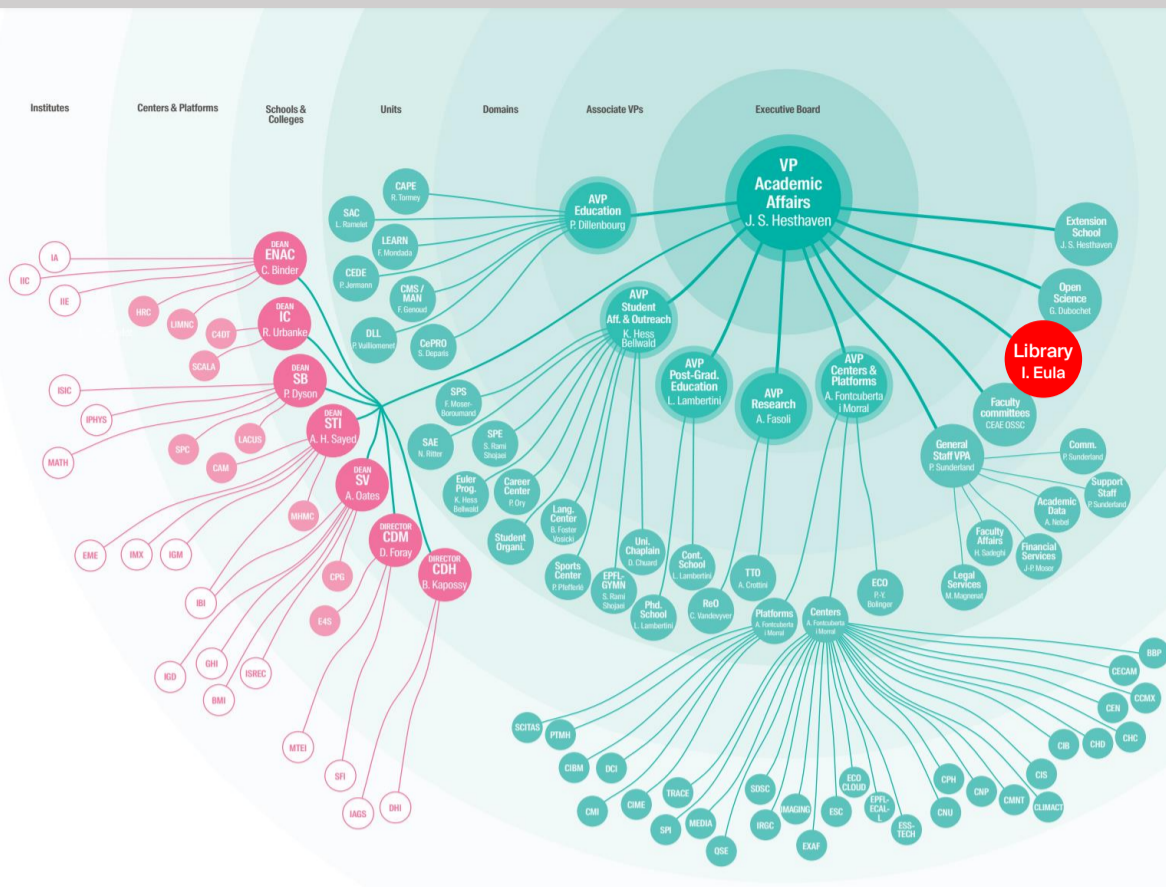 Institutes
Centers & Platforms
Schools &
Colleges
Units
Domains
Associate VPs
Executive Board
VP
Academic
Affairs
J. S. Hesthaven
AVP
Education
P. Dillenbourg
CAPE
R. Tormey
SAC
L. Ramelet
LEARN
F. Mondada
CEDE
P. Jermann
CMS /
MAN
F. Genoud
DLL
P. Vuilliomenet
CePRO
S. Deparis
AVP
Student
Aff. & Outreach
K. Hess
Bellwald
SPS
F. Moser-
Boroumand
SAE
N. Ritter
SPE
S. Rami
Shojaei
Euler
Prog.
K. Hess
Bellwald
Career
Center
P. Ory
Student
Organi.
Lang.
Center
B. Foster
Vosicki
Sports
Center
P. Pfefferlé
EPFL-
GYMN
S. Rami
Shojaei
Uni.
Chaplain
D. Chuard
AVP
Post-Grad.
Education
L. Lambertini
Cont.
School
L. Lambertini
Phd.
School
L. Lambertini
AVP
Research
A. Fasoli
TTO
A. Crettini
ReO
C. Vandevyver
AVP
Centers &
Platforms
A. Fontcuberta
i Morral
Platforms
A. Fontcuberta
i Morral
Centers
A. Fontcuberta
i Morral
ECO
P.-Y.
Bolinger
Extension
School
J. S. Hesthaven
Open
Science
G. Dubochet
Library
I. Eula
Faculty
committees
CEAE OSSC
General
Staff VPA
P. Sunderland
Comm.
P. Sunderland
Support
Staff
P. Sunderland
Academic
Data
A. Nebel
Financial
Services
J-P. Moser
Faculty
Affairs
H. Sadeghi
Legal
Services
M. Magnenat
DEAN
ENAC
C. Binder
DEAN
IC
R. Urbanke
DEAN
SB
P. Dyson
DEAN
STI
A. H. Sayed
DEAN
SV
A. Oates
DIRECTOR
CDM
D. Foray
DIRECTOR
CDH
B. Kapossy
IA
IIC
IIE
HRC
LIMNC
C4DT
SCALA
ISIC
IPHYS
MATH
SPC
LACUS
CAM
MHMC
EME
IMX
IGM
IBI
CPG
E4S
IGD
GHI
BMI
ISREC
MTEI
SFI
IAGS
DHI
SCITAS
PTMH
CIBM
DCI
CMI
CIME
TRACE
SPI
MEDIA
QSE
SDSC
IRGC
IMAGING
EXAF
ESC
ECO
CLOUD
EPFL-
ECAL-
L
ESS-
TECH
CPH
CNU
CNP
CMNT
CIS
CLIMACT
CIB
CHD
CHC
CEN
CCMX
CECAM
BBP